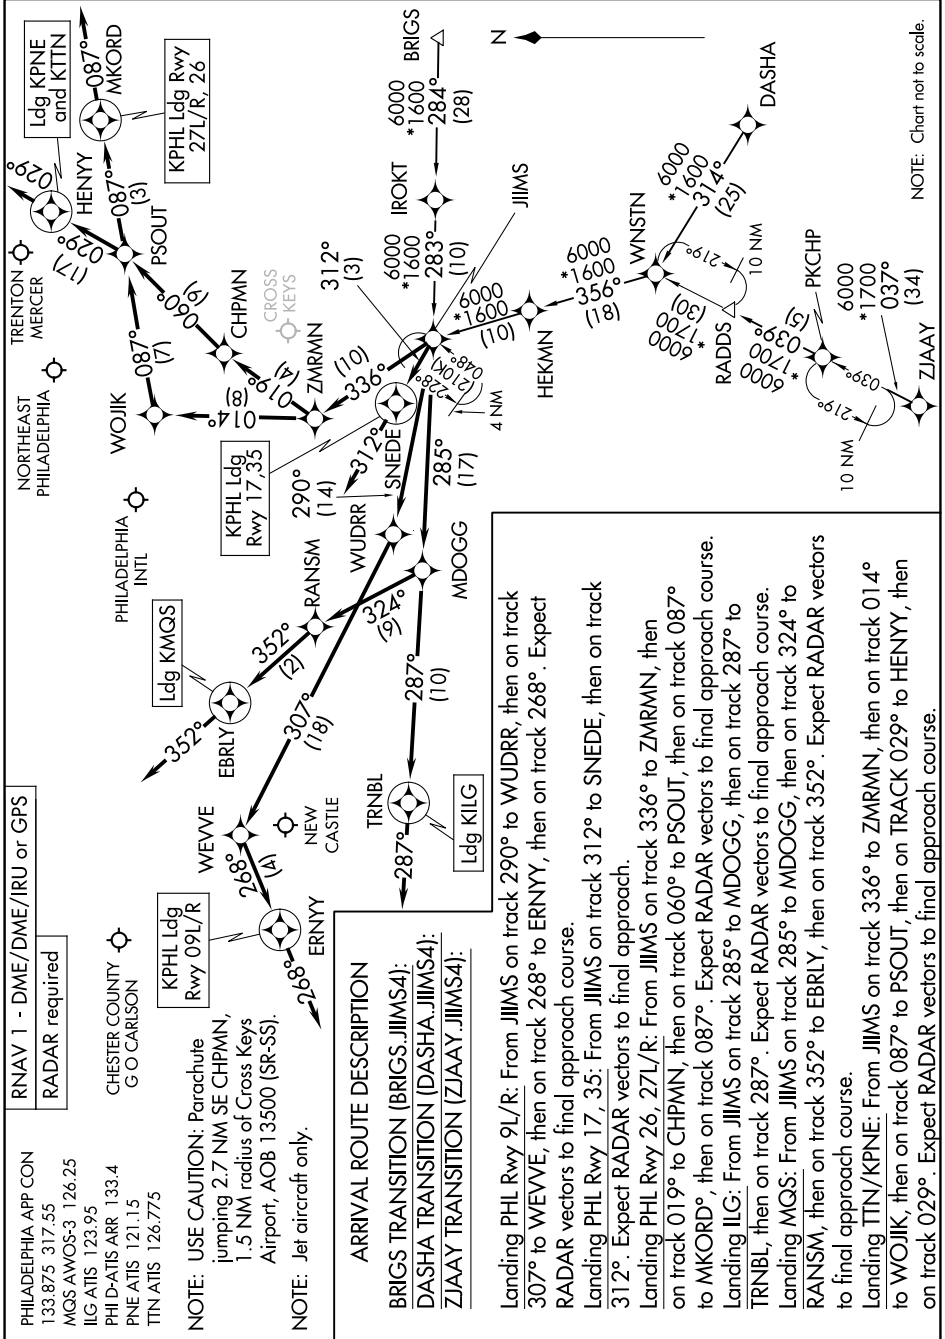 PHILADELPHIA APP CON
133.875 317.55
MQS AWOS-3 126.25
ILG ATIS 123.95
PHI D-ATIS ARR 133.4
PNE ATIS 121.15
TTN ATIS 126.775
RNAV 1 - DME/DME/IRU or GPS
RADAR required
CHESTER COUNTY
G O CARLSON
NOTE: USE CAUTION: Parachute
jumping 2.7 NM SE CHPMN,
1.5 NM radius of Cross Keys
Airport, AOB 13500 (SR-SS).
NOTE: Jet aircraft only.
KPHL Ldg
Rwy 09L/R
268°
ERNYY
268°
(4)
WEVVE
NEW
CASTLE
307°
(18)
352°
EBRLY
Ldg KMQS
352°
(2)
RANSM
324°
(9)
PHILADELPHIA
INTL
NORTHEAST
PHILADELPHIA
TRENTON
MERCER
Ldg KPNE
and KTTN
029°
HENYY
029°
(17)
087°
MKORD
KPHL Ldg Rwy
27L/R, 26
087°
(3)
PSOUT
087°
(7)
WOJIK
060°
(9)
CHPMN
CROSS
KEYS
019°
(4)
014°
(8)
ZMRMN
336°
(10)
KPHL Ldg
Rwy 17,35
312°
SNEDE
312°
(3)
290°
(14)
WUDRR
285°
(17)
MDOGG
287°
(10)
TRNBL
287°
Ldg KILG
228°
(210K)
048°
4 NM
JIIMS
*6000
*1600
283°
(10)
IROKT
6000
*1600
284°
(28)
BRIGS
N
6000
*1600
(10)
HEKMN
6000
*1600
356°
(18)
WNSTN
6000
*1600
314°
(25)
DASHA
219°
10 NM
6000
*1700
(30)
RADDS
6000
*1700
039°
(5)
PKCHP
039°
219°
10 NM
6000
*1700
037°
(34)
ZJAAY
NOTE: Chart not to scale.
ARRIVAL ROUTE DESCRIPTION
BRIGS TRANSITION (BRIGS.JIIMS4):
DASHA TRANSITION (DASHA.JIIMS4):
ZJAAY TRANSITION (ZJAAY.JIIMS4):
Landing PHL Rwy 9L/R: From JIIMS on track 290° to WUDRR, then on track
307° to WEVVE, then on track 268° to ERNYY, then on track 268°. Expect
RADAR vectors to final approach course.
Landing PHL Rwy 17, 35: From JIIMS on track 312° to SNEDE, then on track
312°. Expect RADAR vectors to final approach.
Landing PHL Rwy 26, 27L/R: From JIIMS on track 336° to ZMRMN, then
on track 019° to CHPMN, then on track 060° to PSOUT, then on track 087°
to MKORD°, then on track 087°. Expect RADAR vectors to final approach course.
Landing ILG: From JIIMS on track 285° to MDOGG, then on track 287° to
TRNBL, then on track 287°. Expect RADAR vectors to final approach course.
Landing MQS: From JIIMS on track 285° to MDOGG, then on track 324° to
RANSM, then on track 352° to EBRLY, then on track 352°. Expect RADAR vectors
to final approach course.
Landing TTN/KPNE: From JIIMS on track 336° to ZMRMN, then on track 014°
to WOJIK, then on track 087° to PSOUT, then on TRACK 029° to HENYY, then
on track 029°. Expect RADAR vectors to final approach course.